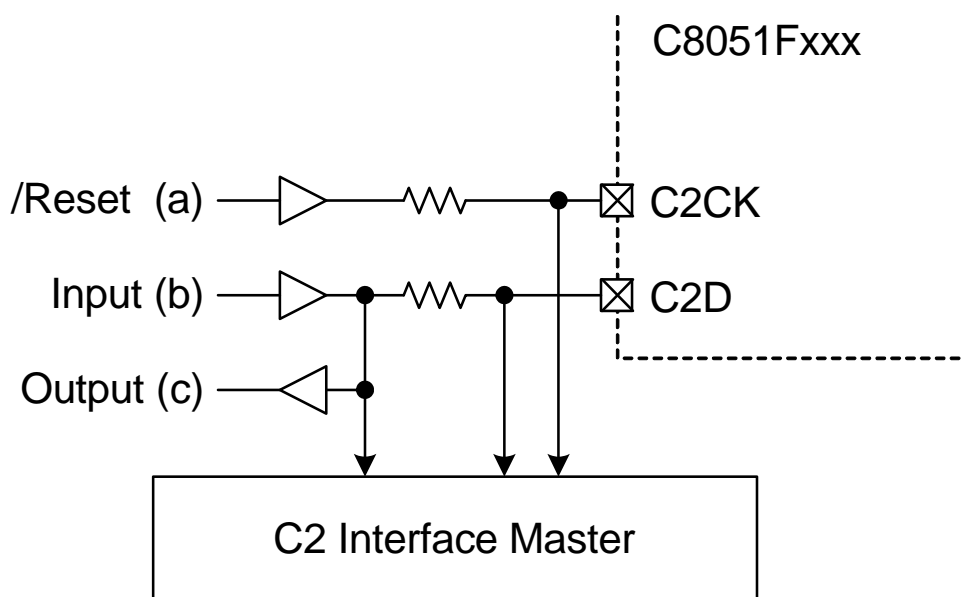 C8051Fxxx
/Reset (a)
C2CK
Input (b)
C2D
Output (c)
C2 Interface Master